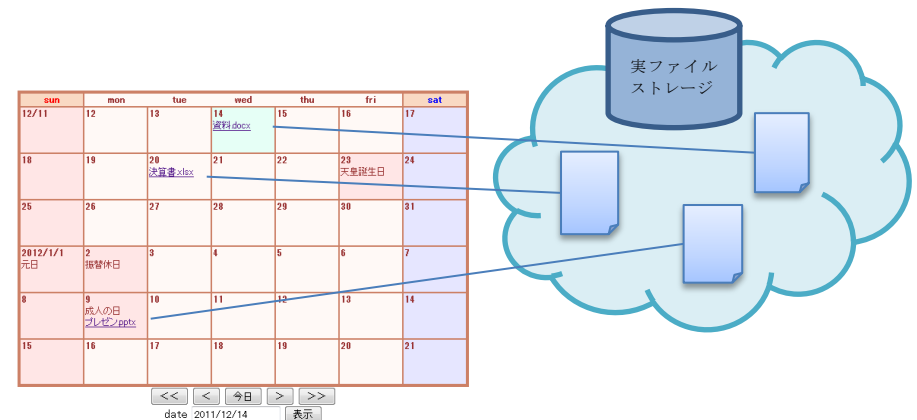 実ファイル
ストレージ
sun mon tue wed thu fri sat
12/11 12 13 14 15 16 17
資料.docx
18 19 20 21 22 23 24
決算書.xlsx 天皇誕生日
25 26 27 28 29 30 31
2012/1/1 2 3 4 5 6 7
元日 振替休日
8 9 10 11 12 13 14
成人の日
プレゼン.pptx
15 16 17 18 19 20 21
<< < 今日 > >>
date 2011/12/14 表示